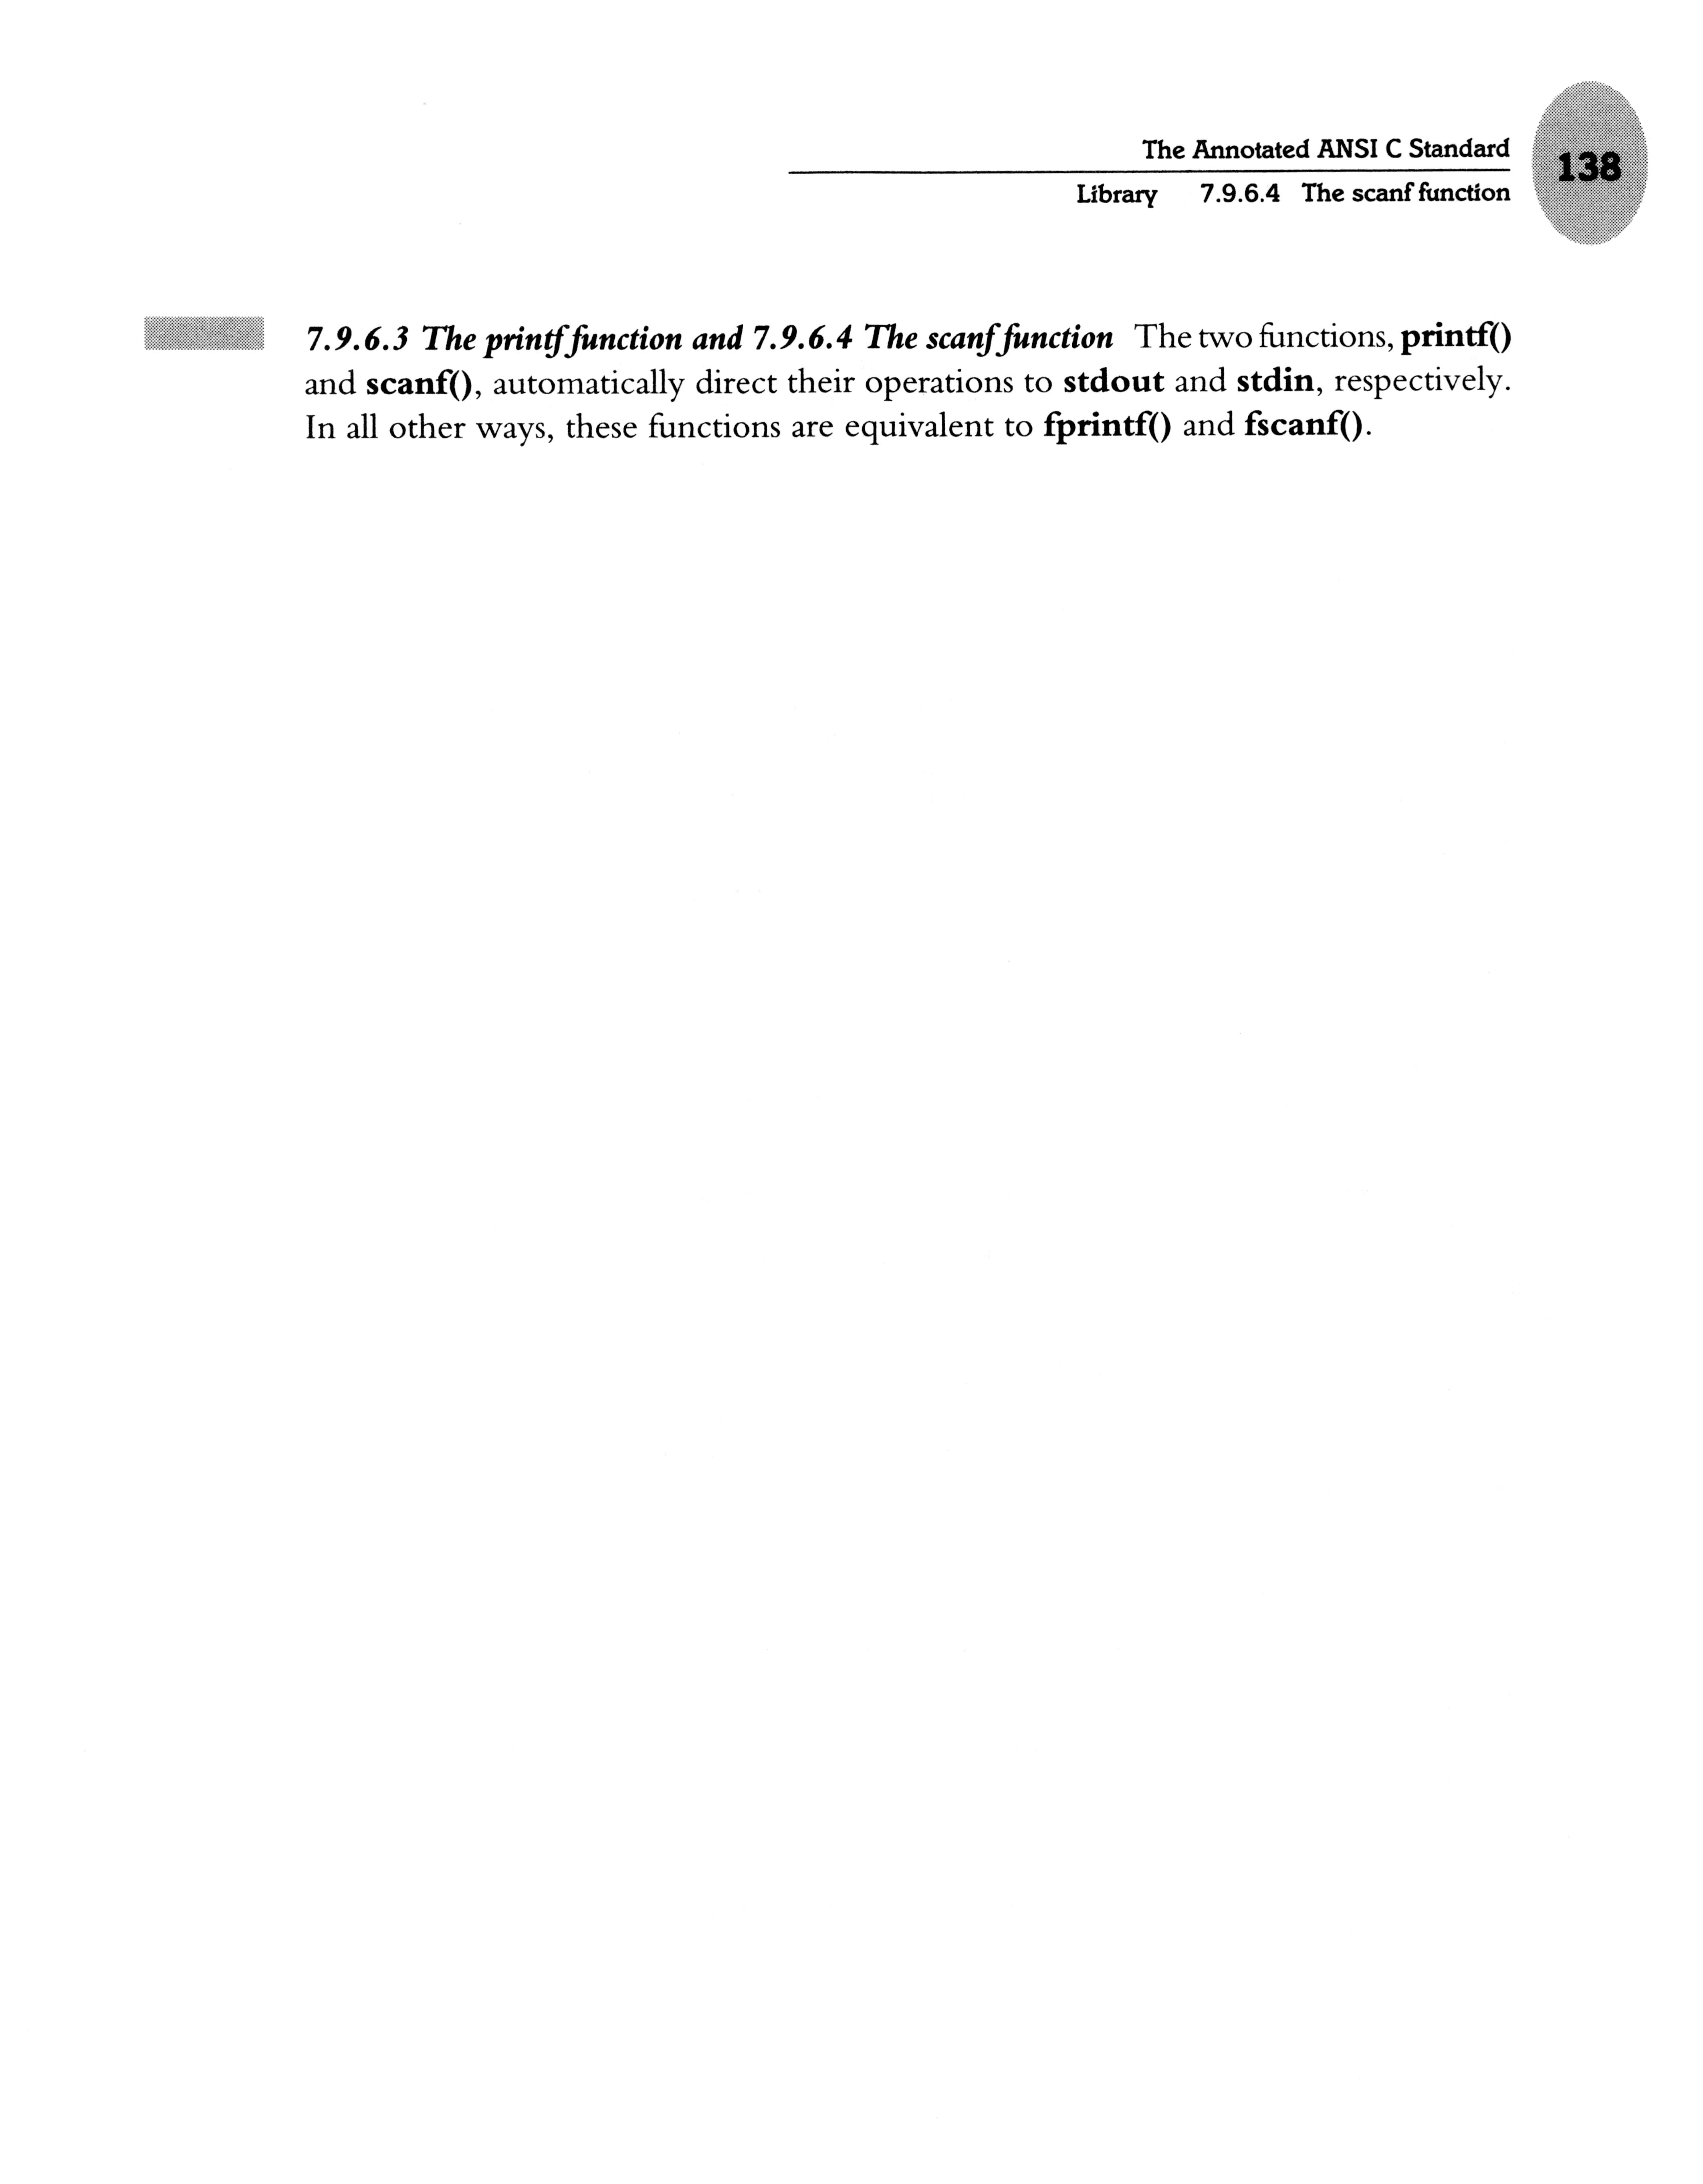 The Annotated ANSI C Standard
138
Library 7.9.6.4 The scanf function
7.9.6.3 The printf function and 7.9.6.4 The scanf function The two functions, printf()
and scanf(), automatically direct their operations to stdout and stdin, respectively.
In all other ways, these functions are equivalent to fprintf() and fscanf().